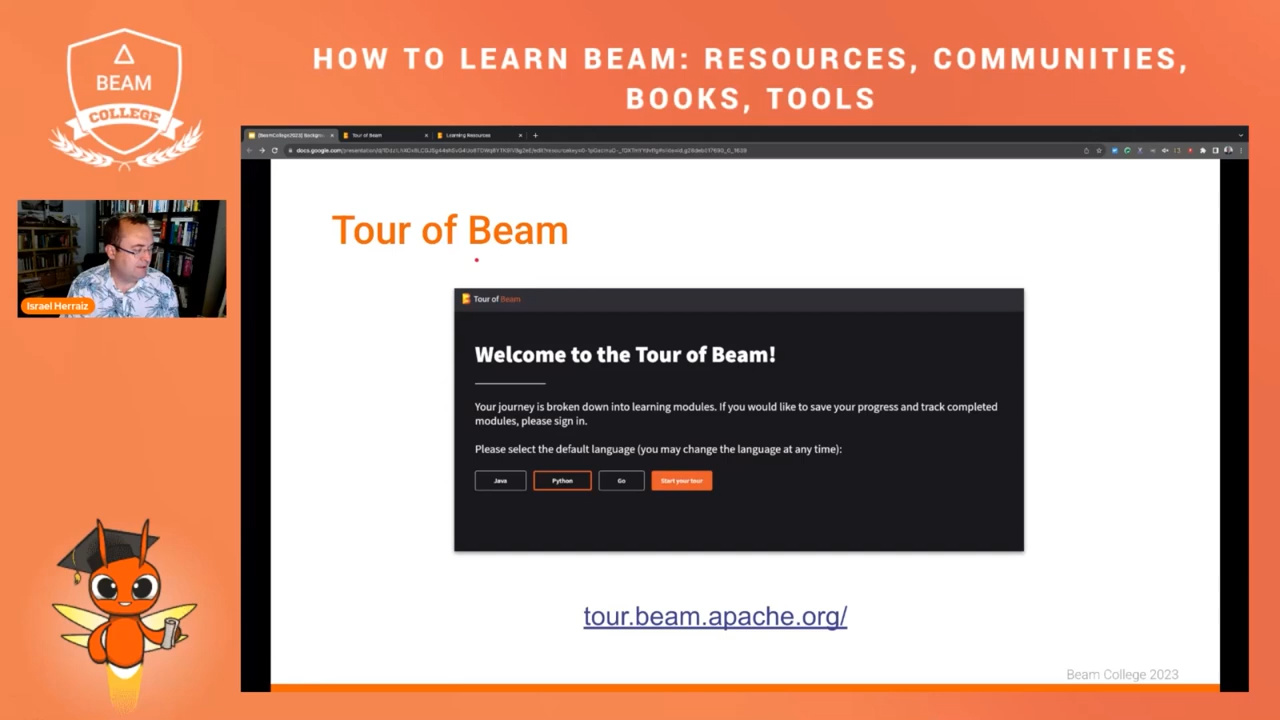 BEAM
COLLEGE
HOW TO LEARN BEAM: RESOURCES, COMMUNITIES,
BOOKS, TOOLS
Tour of Beam
Learning Resources
Israel Herraiz
Tour of Beam
Tour of Beam
Welcome to the Tour of Beam!
Your journey is broken down into learning modules. If you would like to save your progress and track completed
modules, please sign in.
Please select the default language (you may change the language at any time):
Java
Python
Go
Start your tour
tour.beam.apache.org/
Beam College 2023